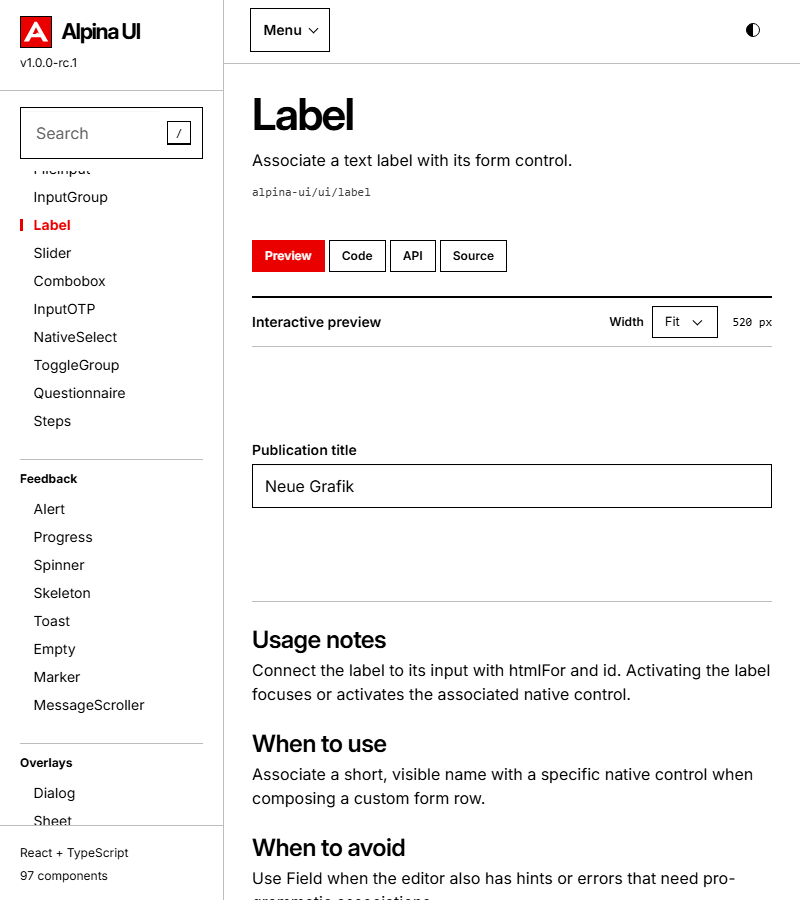 Alpina UI
v1.0.0-rc.1
Search /
FileInput
InputGroup
Label
Slider
Combobox
InputOTP
NativeSelect
ToggleGroup
Questionnaire
Steps
Feedback
Alert
Progress
Spinner
Skeleton
Toast
Empty
Marker
MessageScroller
Overlays
Dialog
Sheet
React + TypeScript
97 components
Menu
Label
Associate a text label with its form control.
alpina-ui/ui/label
Preview Code API Source
Interactive preview Width Fit 520 px
Publication title
Neue Grafik
Usage notes
Connect the label to its input with htmlFor and id. Activating the label
focuses or activates the associated native control.
When to use
Associate a short, visible name with a specific native control when
composing a custom form row.
When to avoid
Use Field when the editor also has hints or errors that need pro-
grammatic associations.